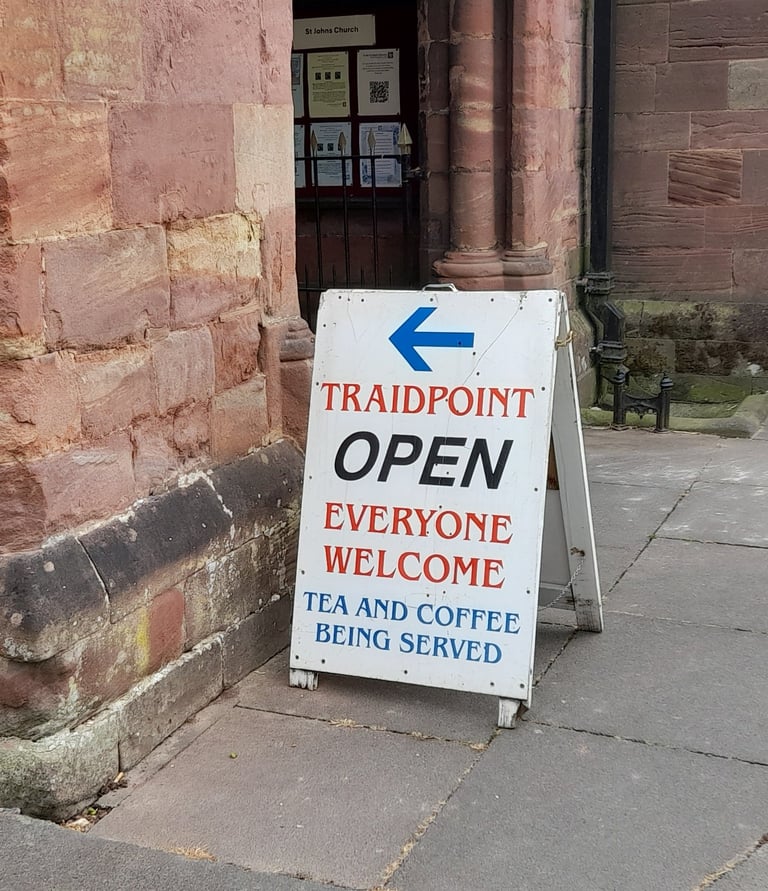 St Johns Church
TRAIDPOINT
OPEN
EVERYONE
WELCOME
TEA AND COFFEE
BEING SERVED